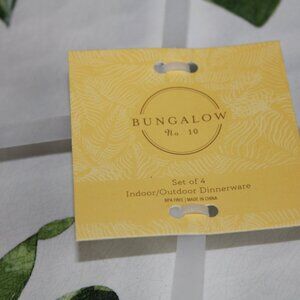 BUNGALOW
No 10
Set of 4
Indoor/Outdoor Dinnerware
BPA FREE | MADE IN CHINA